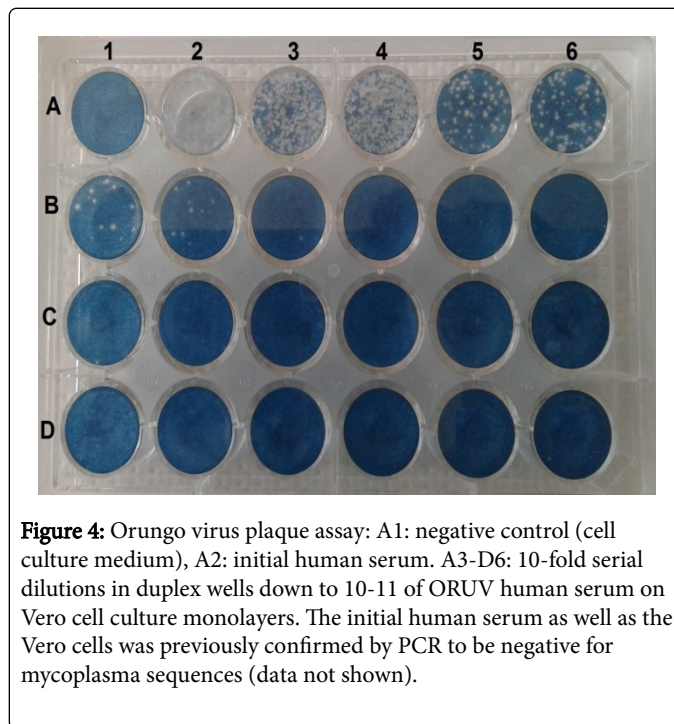 1 2 3 4 5 6
A
B
C
D
Figure 4: Orungo virus plaque assay: A1: negative control (cell
culture medium), A2: initial human serum. A3-D6: 10-fold serial
dilutions in duplex wells down to 10-11 of ORUV human serum on
Vero cell culture monolayers. The initial human serum as well as the
Vero cells was previously confirmed by PCR to be negative for
mycoplasma sequences (data not shown).